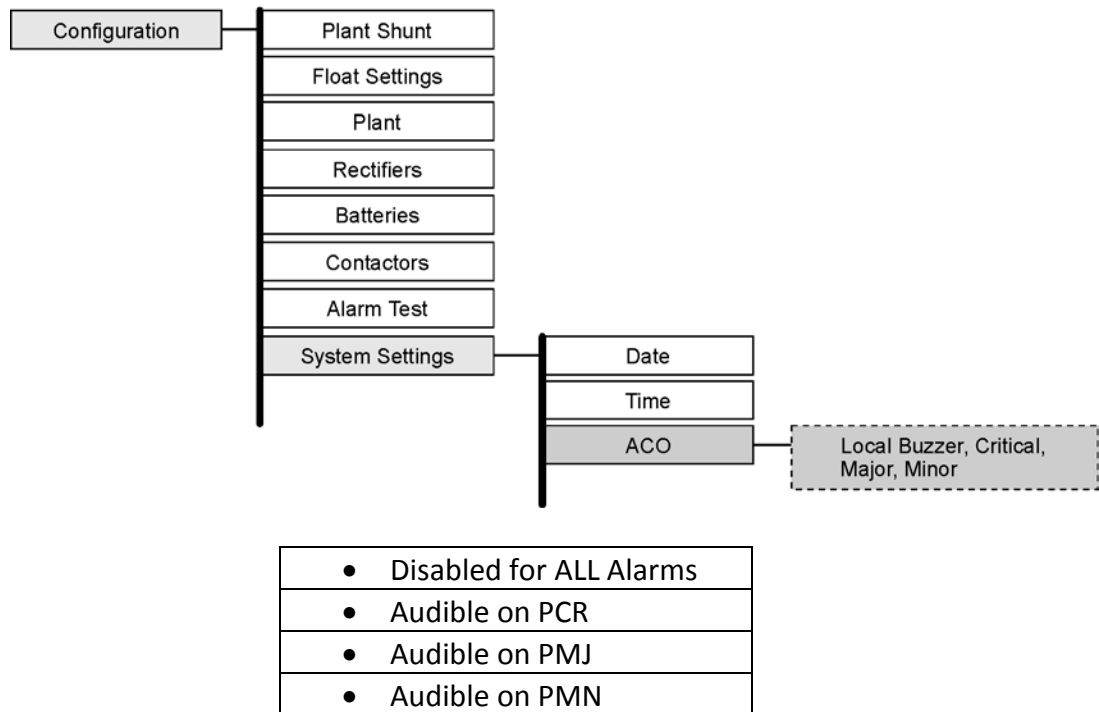 Configuration
Plant Shunt
Float Settings
Plant
Rectifiers
Batteries
Contactors
Alarm Test
System Settings
Date
Time
ACO
Local Buzzer, Critical,
Major, Minor
• Disabled for ALL Alarms
• Audible on PCR
• Audible on PMJ
• Audible on PMN